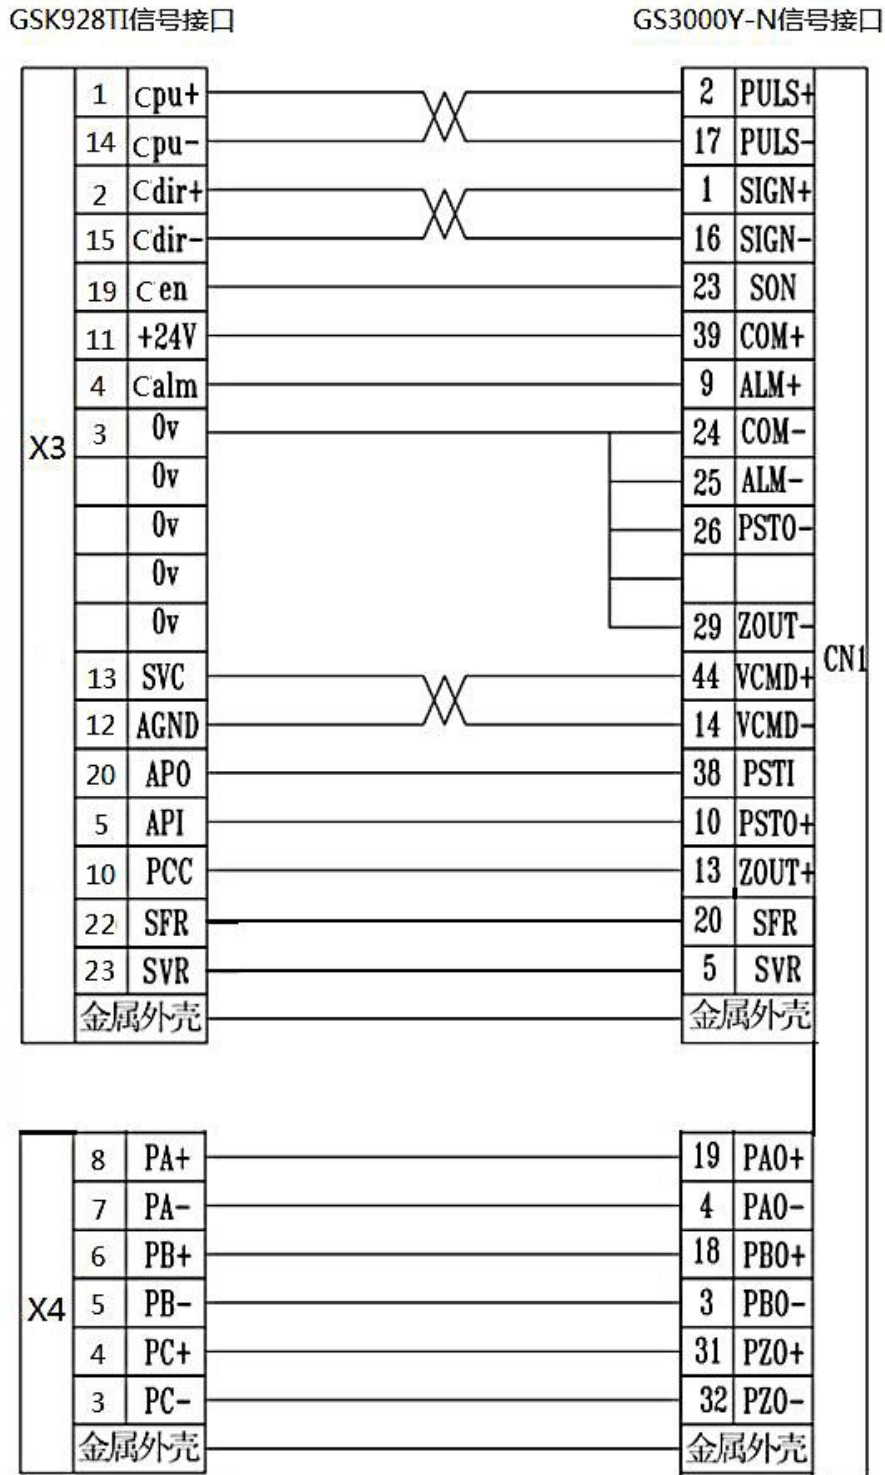 GSK928TI信号接口 GS3000Y-N信号接口
1 Cpu+ 2 PULS+
14 Cpu- 17 PULS-
2 Cdir+ 1 SIGN+
15 Cdir- 16 SIGN-
19 Cen 23 SON
11 +24V 39 COM+
4 Calm 9 ALM+
X3 3 0v 24 COM-
0v 25 ALM-
0v 26 PSTO-
0v
0v 29 ZOUT-
CN1
13 SVC 44 VCMD+
12 AGND 14 VCMD-
20 APO 38 PSTI
5 API 10 PSTO+
10 PCC 13 ZOUT+
22 SFR 20 SFR
23 SVR 5 SVR
金属外壳 金属外壳
8 PA+ 19 PAO+
7 PA- 4 PAO-
6 PB+ 18 PBO+
X4 5 PB- 3 PBO-
4 PC+ 31 PZO+
3 PC- 32 PZO-
金属外壳 金属外壳